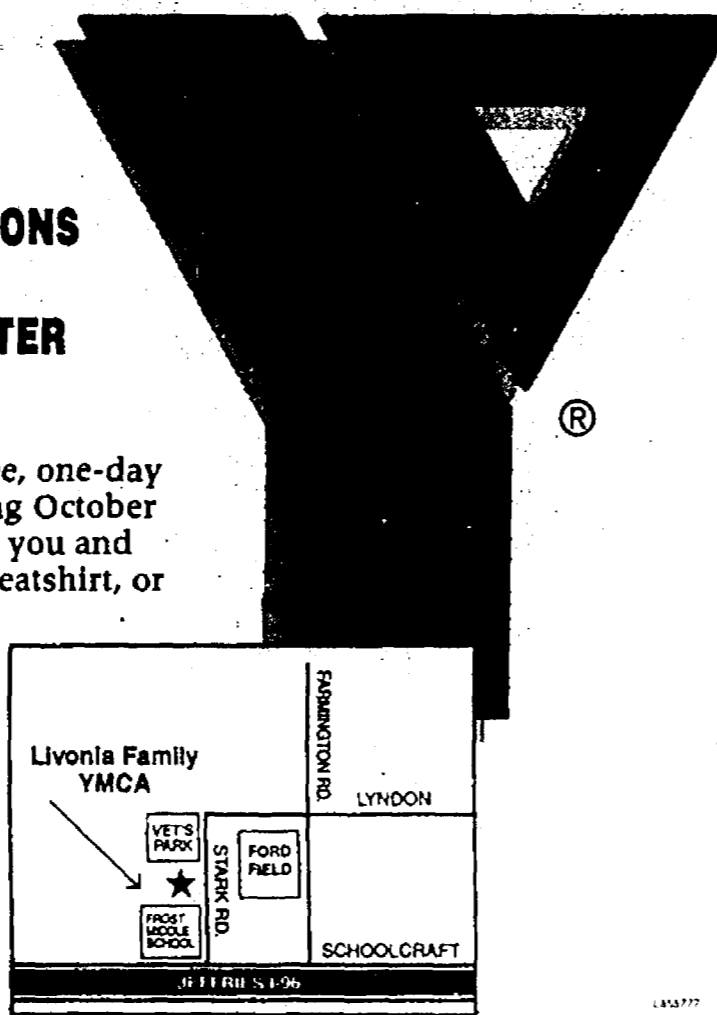 ONS
TER
®
e, one-day
ng October
you and
eatshirt, or
Livonia Family
YMCA
FARMINGTON RD.
LYNDON
VET'S
PARK
STARK RD.
FORD
FIELD
FROST
MIDDLE
SCHOOL
SCHOOLCRAFT
JEFFRIES I-96